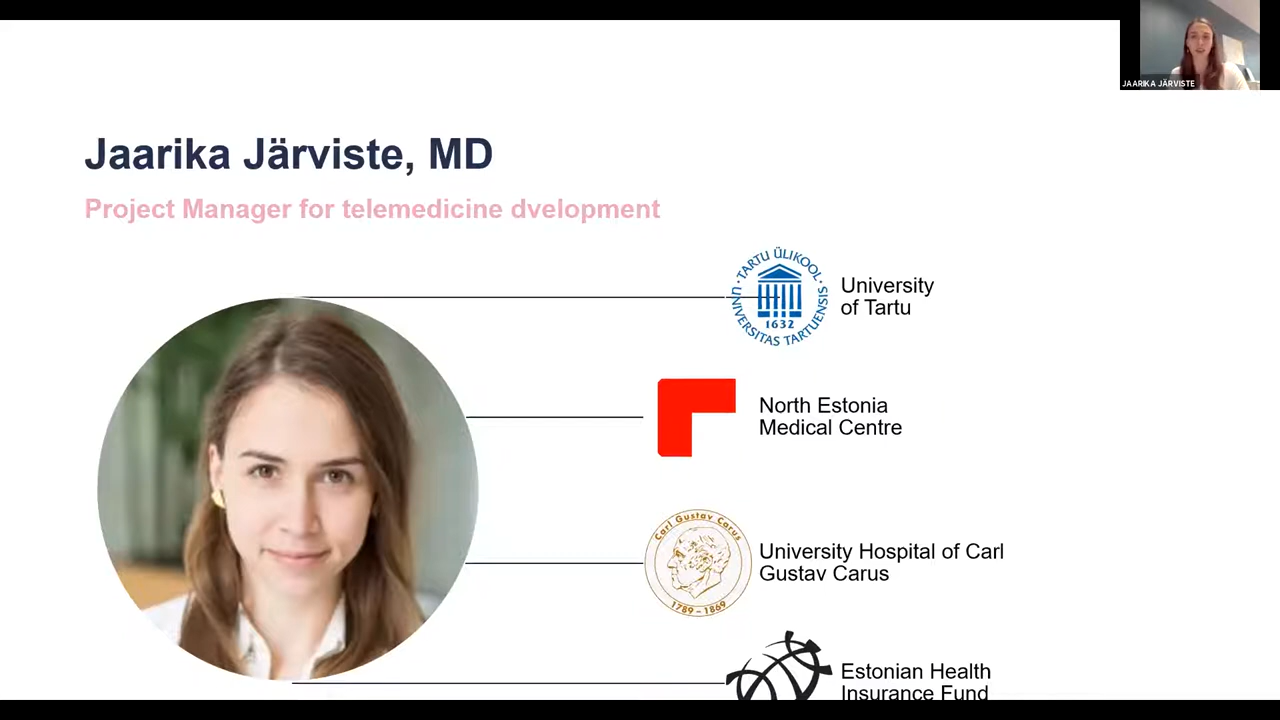 JAARIKA JÄRVISTE
Jaarika Järviste, MD
Project Manager for telemedicine dvelopment
· TARTU ÜLIKOOL · UNIVERSITAS TARTUENSIS
1632
University
of Tartu
North Estonia
Medical Centre
Carl Gustav Carus
1789 – 1869
University Hospital of Carl
Gustav Carus
Estonian Health
Insurance Fund